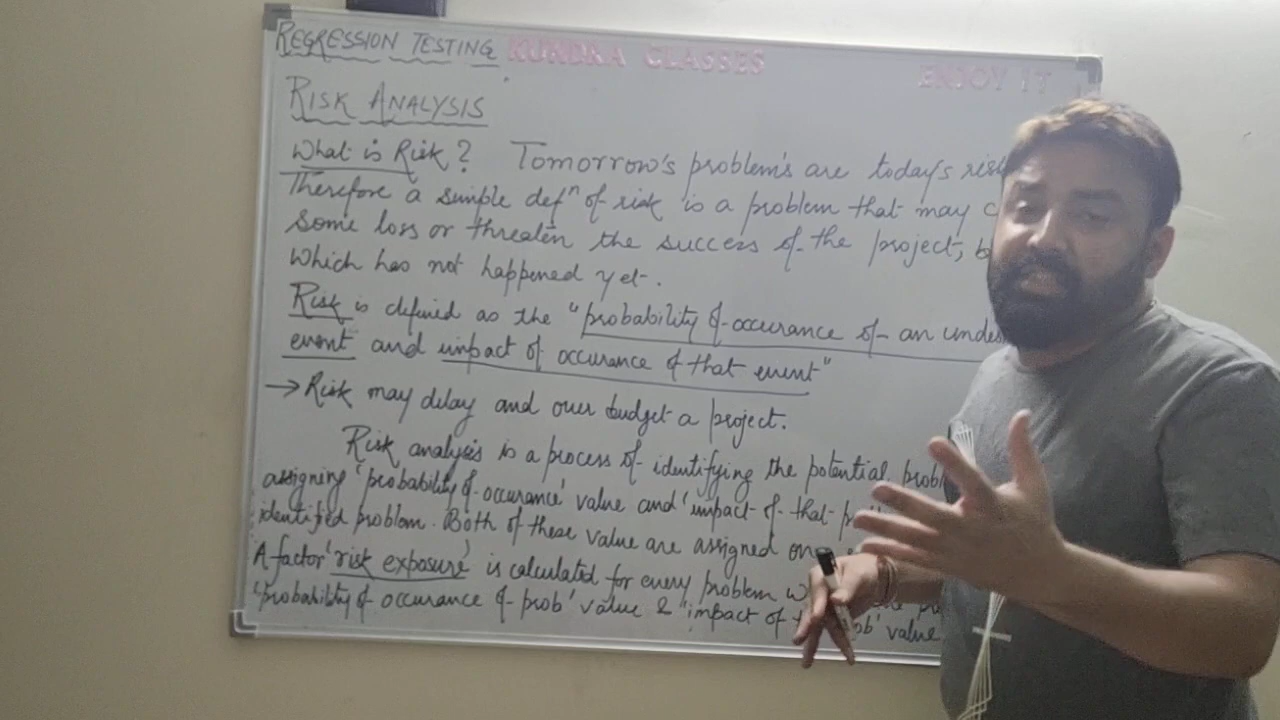 REGRESSION TESTING KUNDRA CLASSES ENJOY IT
RISK ANALYSIS
What is Risk? Tomorrow's problem's are today's
Therefore a simple defⁿ of risk is a problem that may
some loss or threaten the success of the project,
Which has not happened yet.
Risk is defined as the "probability of occurance of an
event and impact of occurance of that event"
→ Risk may delay and over budget a project.
Risk analysis is a process of identifying the potential
assigning 'probability of occurance' value and 'impact of that
identified problem. Both of these value are assigned on
A factor 'risk exposure' is calculated for every problem
'probability of occurance of prob' value & "impact of value